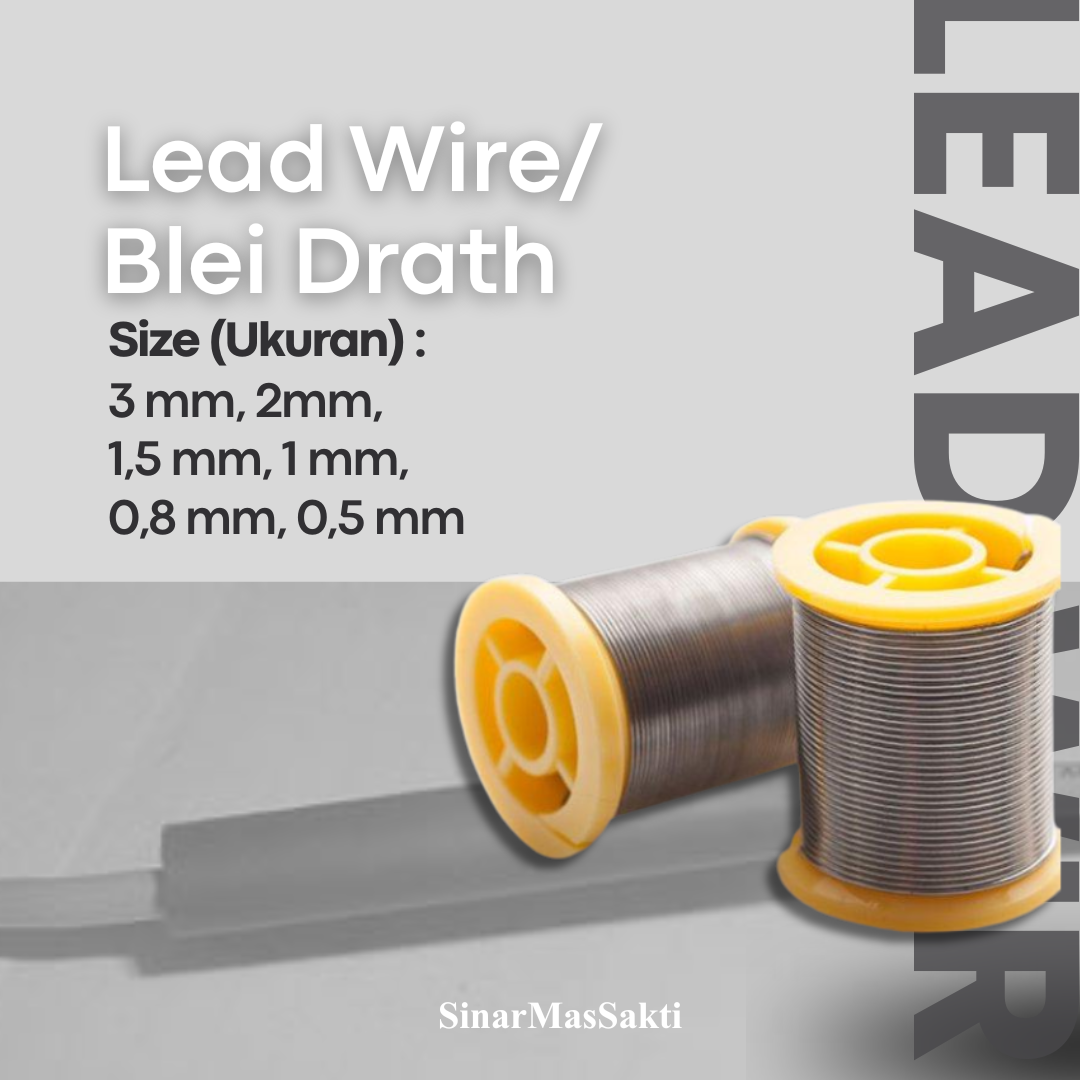 Lead Wire/
Blei Drath
Size (Ukuran) :
3 mm, 2mm,
1,5 mm, 1 mm,
0,8 mm, 0,5 mm
SinarMasSakti
LEAD